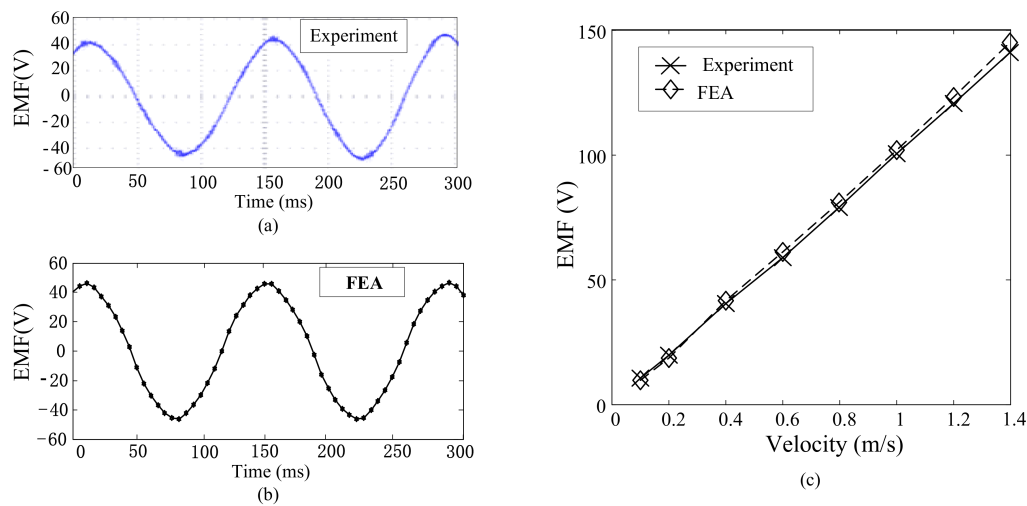 60
40
20
0
-20
-40
-60
EMF(V)
Experiment
0 50 100 150 200 250 300
Time (ms)
(a)
60
40
20
0
-20
-40
-60
EMF(V)
FEA
0 50 100 150 200 250 300
Time (ms)
(b)
150
100
50
0
EMF (V)
Experiment
FEA
0 0.2 0.4 0.6 0.8 1 1.2 1.4
Velocity (m/s)
(c)